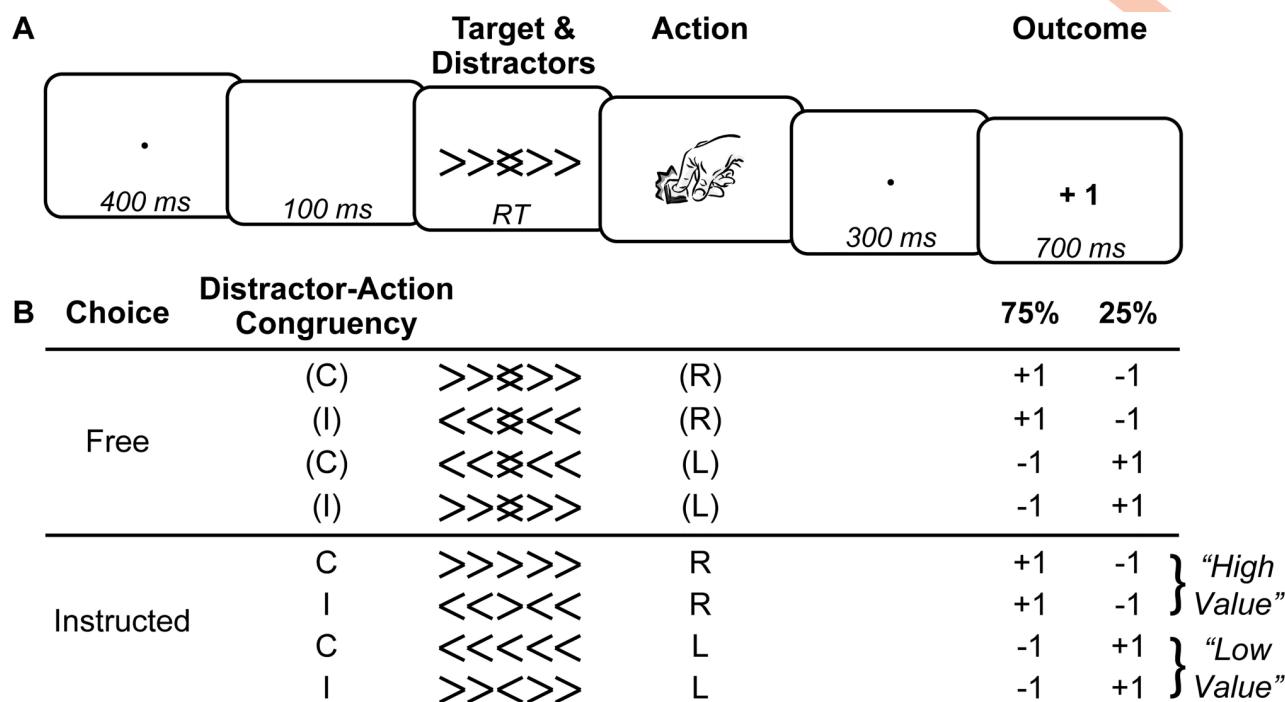 A Target & Action Outcome
Distractors
>>⋚>>
+ 1
400 ms 100 ms RT 300 ms 700 ms
B Choice Distractor-Action 75% 25%
Congruency
(C) >>⪥>> (R) +1 -1
(I) <<⪥<< (R) +1 -1
Free
(C) <<⪥<< (L) -1 +1
(I) >>⪥>> (L) -1 +1
C >>>>> R +1 -1 } “High
I <<><< R +1 -1 Value”
Instructed
C <<<<< L -1 +1 } “Low
I >><>> L -1 +1 Value”